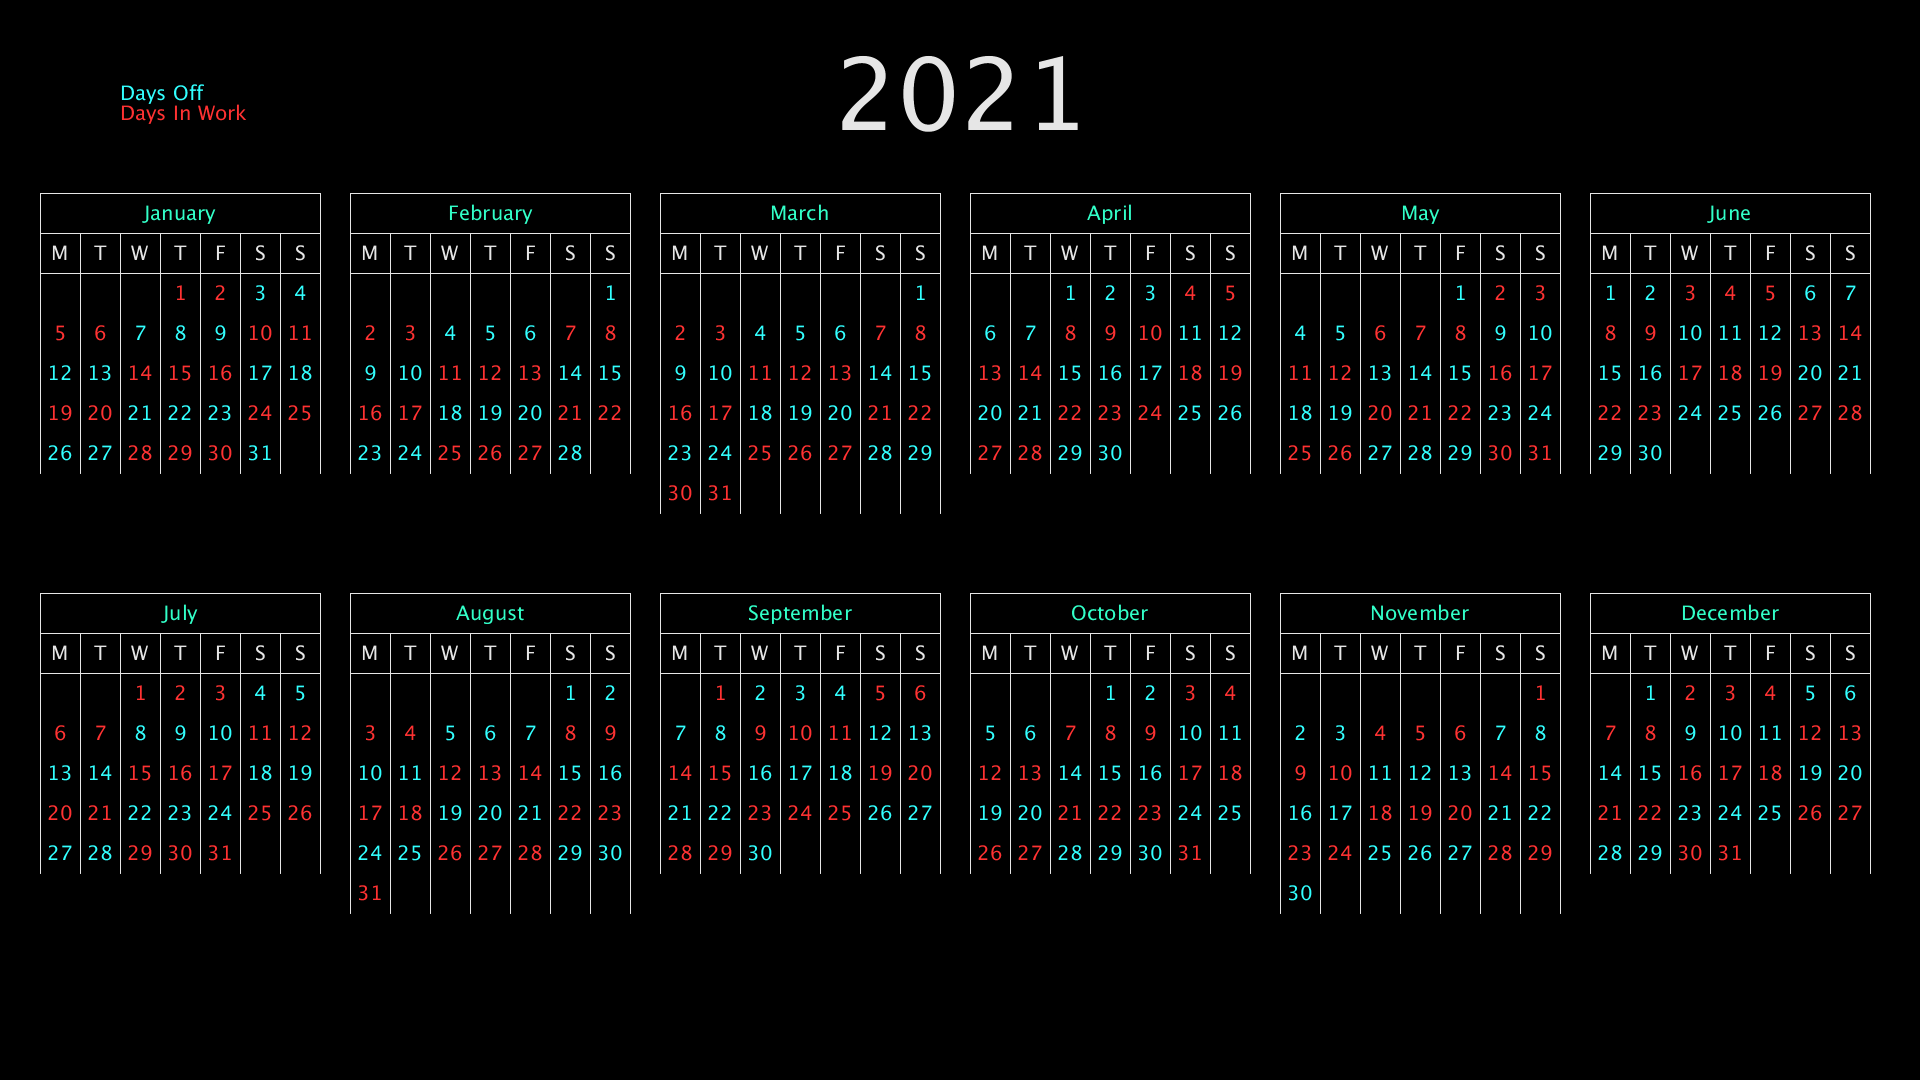 2021
Days Off
Days In Work
January February March April May June
M T W T F S S M T W T F S S M T W T F S S M T W T F S S M T W T F S S M T W T F S S
1 2 3 4 1 1 1 2 3 4 5 1 2 3 1 2 3 4 5 6 7
5 6 7 8 9 10 11 2 3 4 5 6 7 8 2 3 4 5 6 7 8 6 7 8 9 10 11 12 4 5 6 7 8 9 10 8 9 10 11 12 13 14
12 13 14 15 16 17 18 9 10 11 12 13 14 15 9 10 11 12 13 14 15 13 14 15 16 17 18 19 11 12 13 14 15 16 17 15 16 17 18 19 20 21
19 20 21 22 23 24 25 16 17 18 19 20 21 22 16 17 18 19 20 21 22 20 21 22 23 24 25 26 18 19 20 21 22 23 24 22 23 24 25 26 27 28
26 27 28 29 30 31 23 24 25 26 27 28 23 24 25 26 27 28 29 27 28 29 30 25 26 27 28 29 30 31 29 30
30 31
July August September October November December
M T W T F S S M T W T F S S M T W T F S S M T W T F S S M T W T F S S M T W T F S S
1 2 3 4 5 1 2 1 2 3 4 5 6 1 2 3 4 1 1 2 3 4 5 6
6 7 8 9 10 11 12 3 4 5 6 7 8 9 7 8 9 10 11 12 13 5 6 7 8 9 10 11 2 3 4 5 6 7 8 7 8 9 10 11 12 13
13 14 15 16 17 18 19 10 11 12 13 14 15 16 14 15 16 17 18 19 20 12 13 14 15 16 17 18 9 10 11 12 13 14 15 14 15 16 17 18 19 20
20 21 22 23 24 25 26 17 18 19 20 21 22 23 21 22 23 24 25 26 27 19 20 21 22 23 24 25 16 17 18 19 20 21 22 21 22 23 24 25 26 27
27 28 29 30 31 24 25 26 27 28 29 30 28 29 30 26 27 28 29 30 31 23 24 25 26 27 28 29 28 29 30 31
31 30